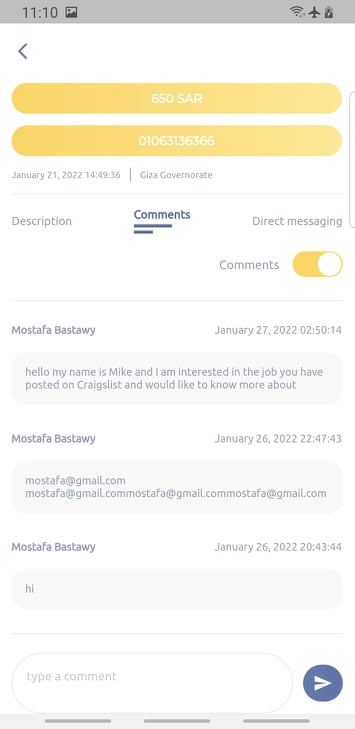 11:10
650 SAR
01063136366
January 21, 2022 14:49:36 Giza Governorate
Description Comments Direct messaging
Comments
Mostafa Bastawy January 27, 2022 02:50:14
hello my name is Mike and I am interested in the job you have
posted on Craigslist and would like to know more about
Mostafa Bastawy January 26, 2022 22:47:43
mostafa@gmail.com
mostafa@gmail.commostafa@gmail.commostafa@gmail.com
Mostafa Bastawy January 26, 2022 20:43:44
hi
type a comment